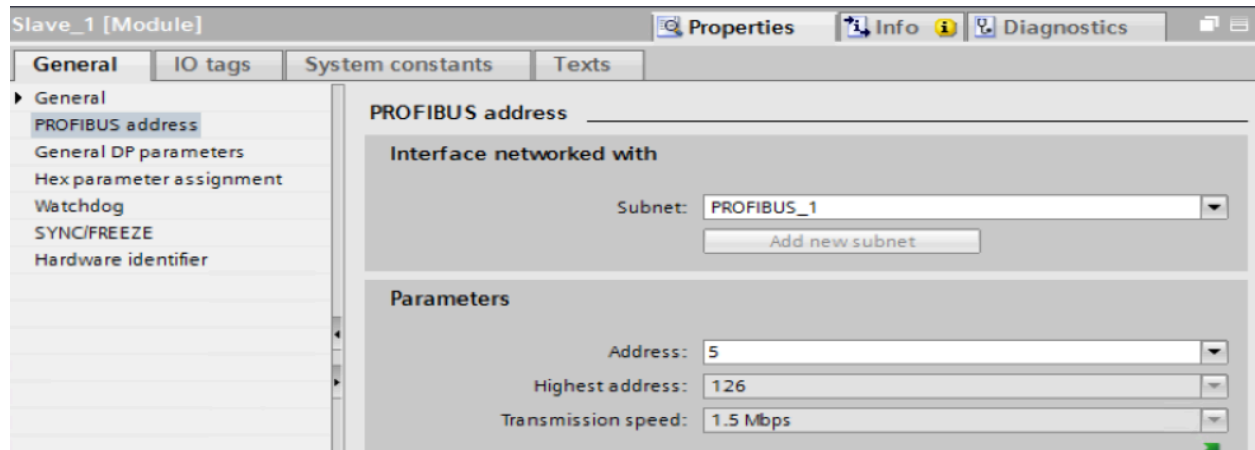 Slave_1 [Module]
Properties
Info
Diagnostics
General
IO tags
System constants
Texts
General
PROFIBUS address
General DP parameters
Hex parameter assignment
Watchdog
SYNC/FREEZE
Hardware identifier
PROFIBUS address
Interface networked with
Subnet: PROFIBUS_1
Add new subnet
Parameters
Address: 5
Highest address: 126
Transmission speed: 1.5 Mbps